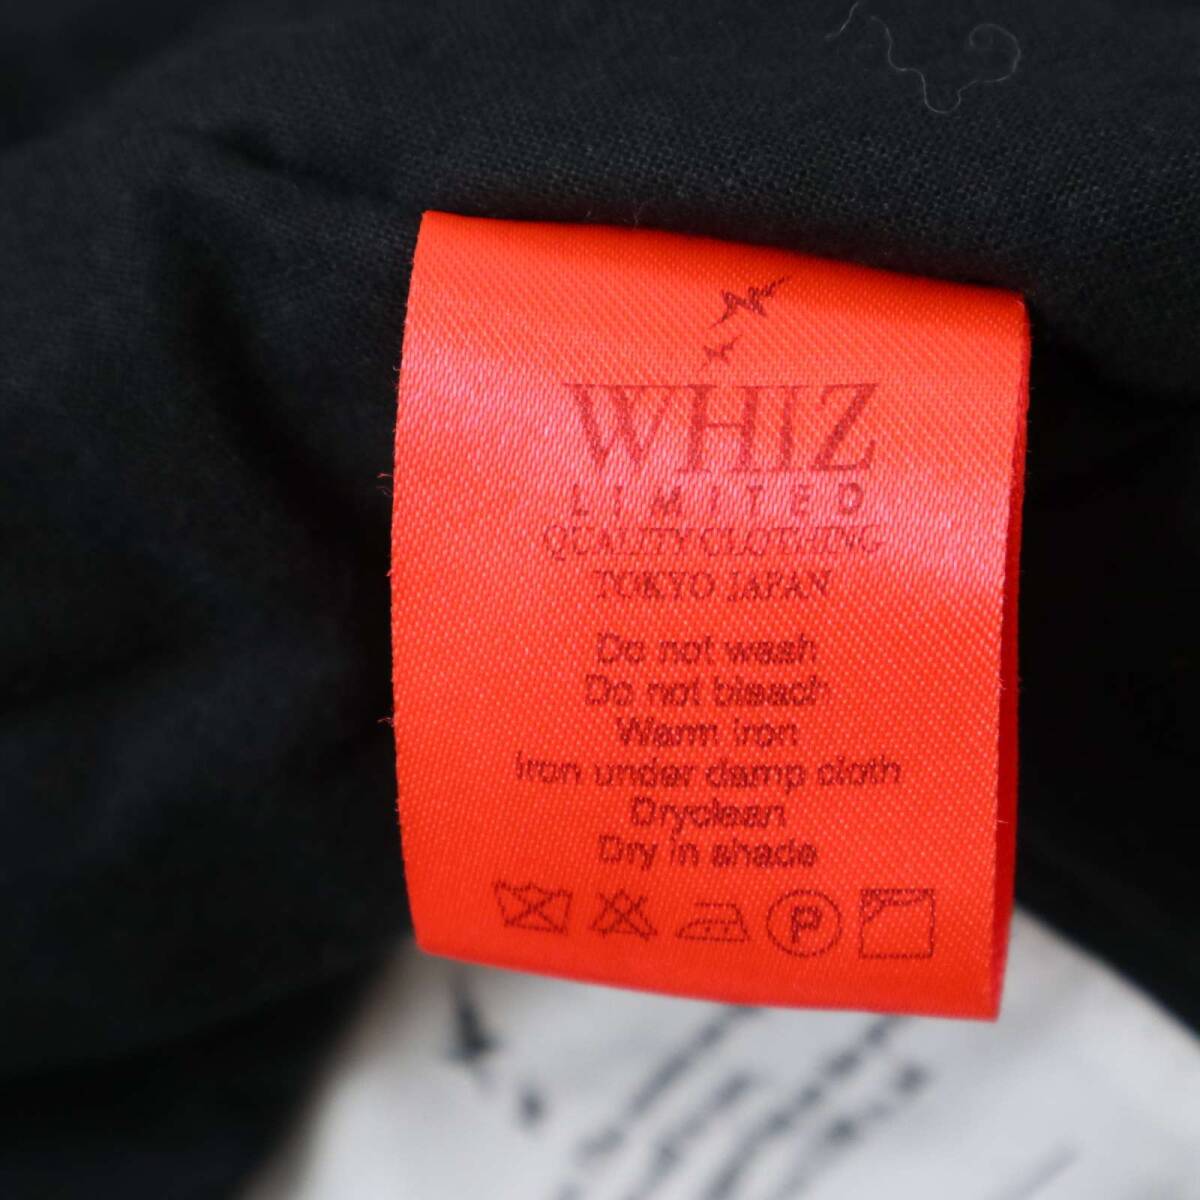 WHIZ
LIMITED
QUALITY CLOTHING
TOKYO JAPAN
Do not wash
Do not bleach
Warm iron
Iron under damp cloth
Dryclean
Dry in shade
P